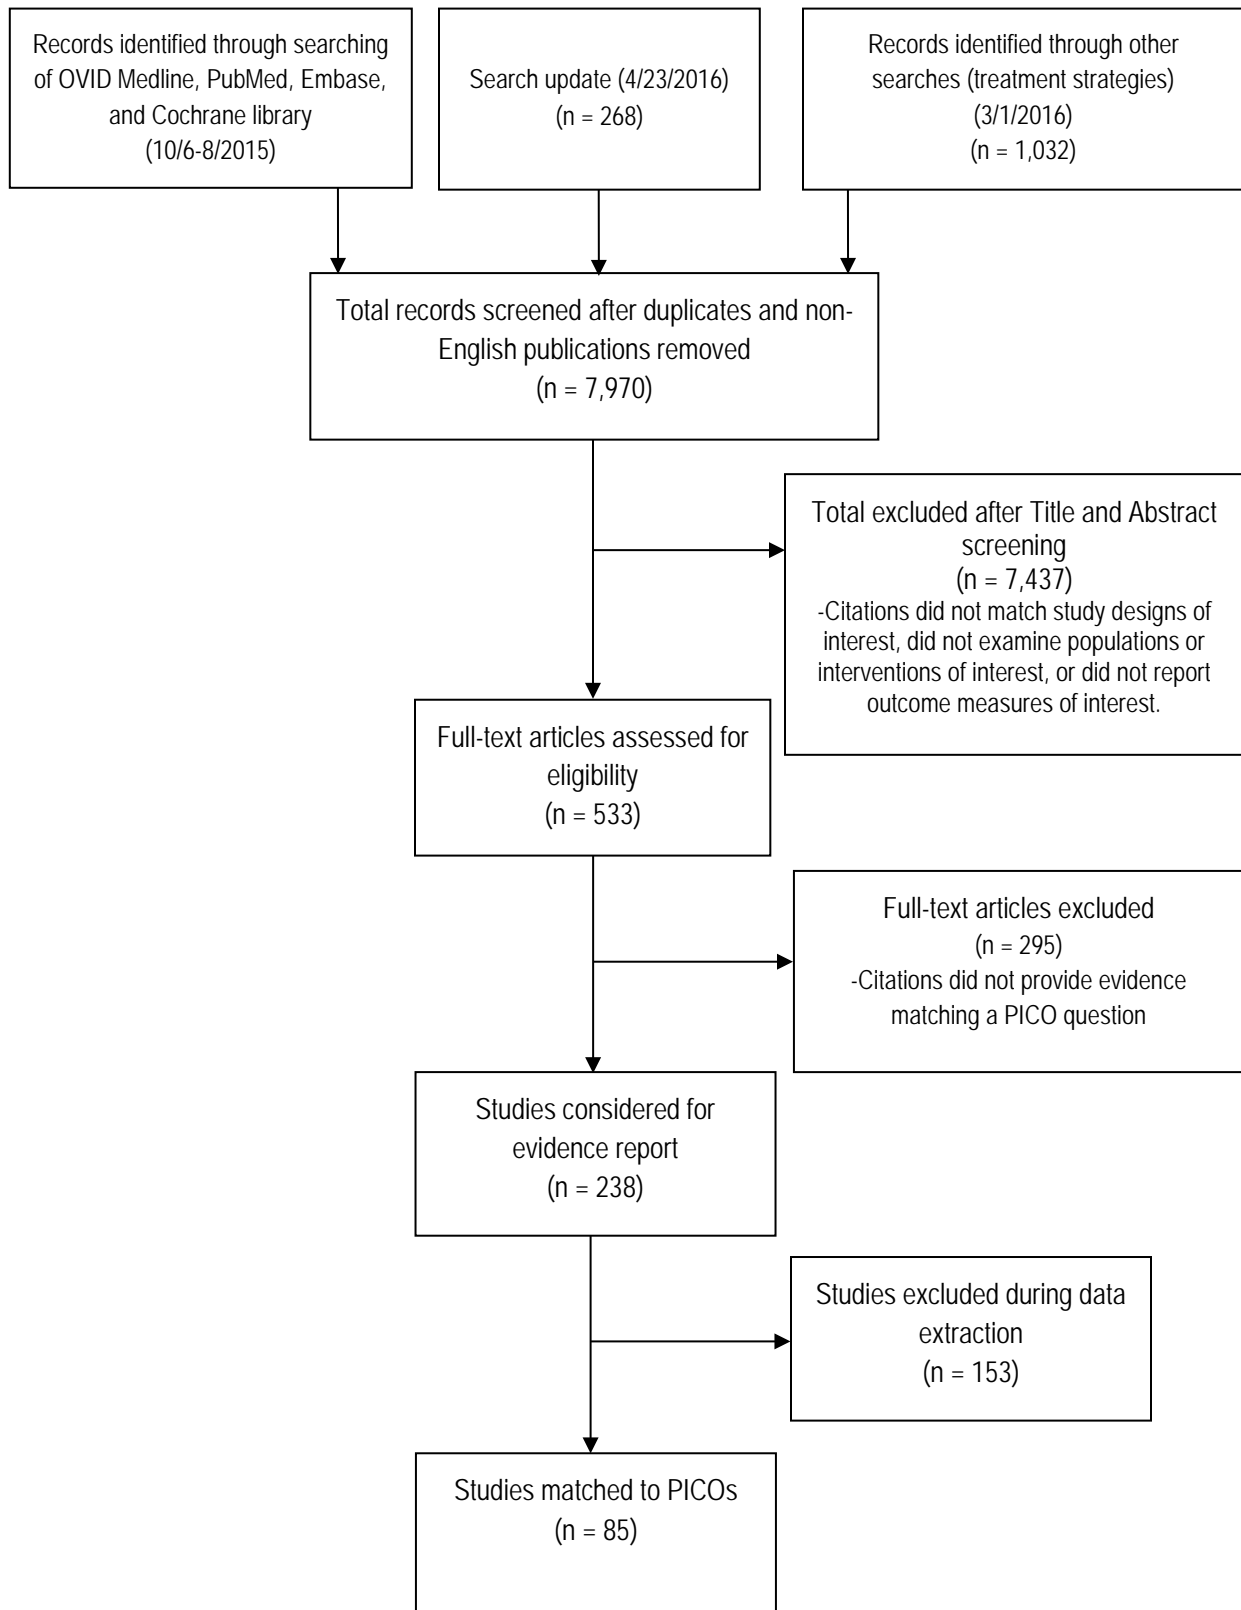 Records identified through searching
of OVID Medline, PubMed, Embase,
and Cochrane library
(10/6-8/2015)
Search update (4/23/2016)
(n = 268)
Records identified through other
searches (treatment strategies)
(3/1/2016)
(n = 1,032)
Total records screened after duplicates and non-
English publications removed
(n = 7,970)
Total excluded after Title and Abstract
screening
(n = 7,437)
-Citations did not match study designs of
interest, did not examine populations or
interventions of interest, or did not report
outcome measures of interest.
Full-text articles assessed for
eligibility
(n = 533)
Full-text articles excluded
(n = 295)
-Citations did not provide evidence
matching a PICO question
Studies considered for
evidence report
(n = 238)
Studies excluded during data
extraction
(n = 153)
Studies matched to PICOs
(n = 85)